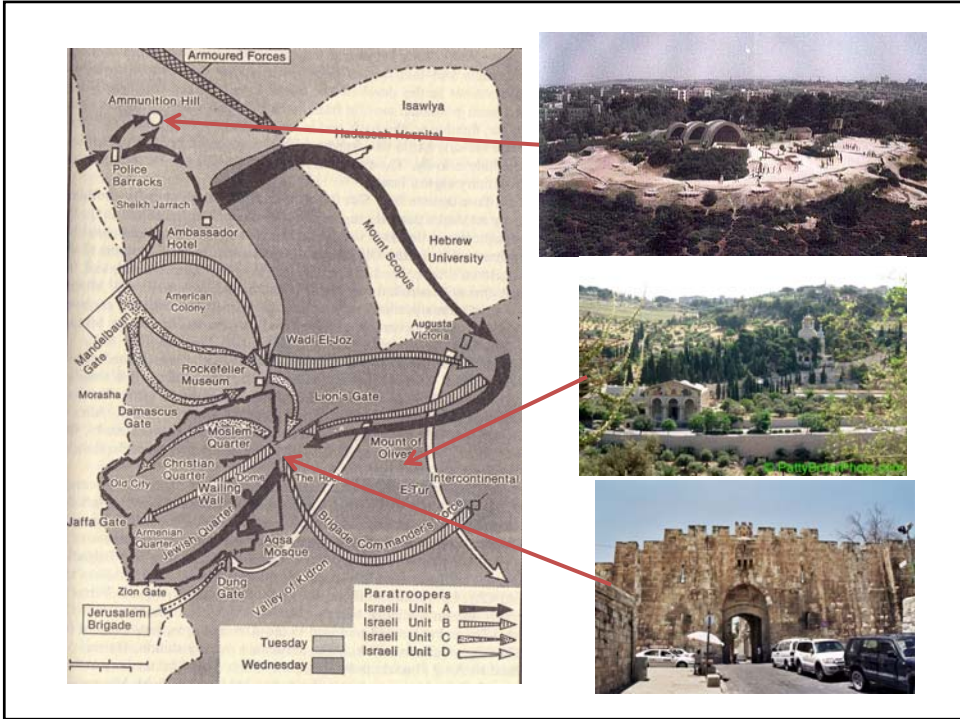 Armoured Forces
Ammunition Hill
Isawiya
Hadassah Hospital
Police
Barracks
Sheikh Jarrach
Ambassador
Hotel
Mount Scopus
Hebrew
University
American
Colony
Mandelbaum
Gate
Wadi El-Joz
Augusta
Victoria
Rockefeller
Museum
Morasha
Lion's Gate
Damascus
Gate
Moslem
Quarter
Mount of
Olives
Christian
Quarter
Old City
Dome
The Rock
Intercontinental
E-Tur
Wailing
Wall
Jaffa Gate
Armenian
Quarter
Jewish Quarter
Brigade Commander's Force
Aqsa
Mosque
Zion Gate
Dung
Gate
Valley of Kidron
Jerusalem
Brigade
Paratroopers
Israeli Unit A
Israeli Unit B
Israeli Unit C
Israeli Unit D
Tuesday
Wednesday